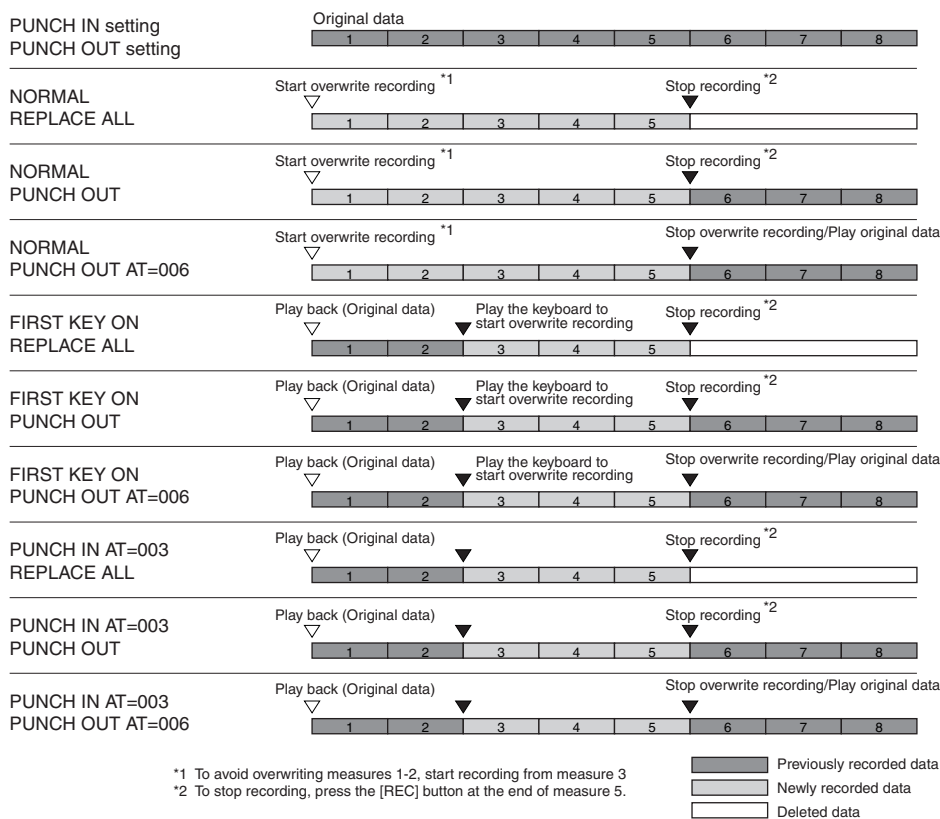 PUNCH IN setting
PUNCH OUT setting
Original data
1 2 3 4 5 6 7 8
NORMAL
REPLACE ALL
Start overwrite recording *1
Stop recording *2
1 2 3 4 5
NORMAL
PUNCH OUT
Start overwrite recording *1
Stop recording *2
1 2 3 4 5 6 7 8
NORMAL
PUNCH OUT AT=006
Start overwrite recording *1
Stop overwrite recording/Play original data
1 2 3 4 5 6 7 8
FIRST KEY ON
REPLACE ALL
Play back (Original data)
Play the keyboard to
start overwrite recording
Stop recording *2
1 2 3 4 5
FIRST KEY ON
PUNCH OUT
Play back (Original data)
Play the keyboard to
start overwrite recording
Stop recording *2
1 2 3 4 5 6 7 8
FIRST KEY ON
PUNCH OUT AT=006
Play back (Original data)
Play the keyboard to
start overwrite recording
Stop overwrite recording/Play original data
1 2 3 4 5 6 7 8
PUNCH IN AT=003
REPLACE ALL
Play back (Original data)
Stop recording *2
1 2 3 4 5
PUNCH IN AT=003
PUNCH OUT
Play back (Original data)
Stop recording *2
1 2 3 4 5 6 7 8
PUNCH IN AT=003
PUNCH OUT AT=006
Play back (Original data)
Stop overwrite recording/Play original data
1 2 3 4 5 6 7 8
*1 To avoid overwriting measures 1-2, start recording from measure 3
*2 To stop recording, press the [REC] button at the end of measure 5.
Previously recorded data
Newly recorded data
Deleted data